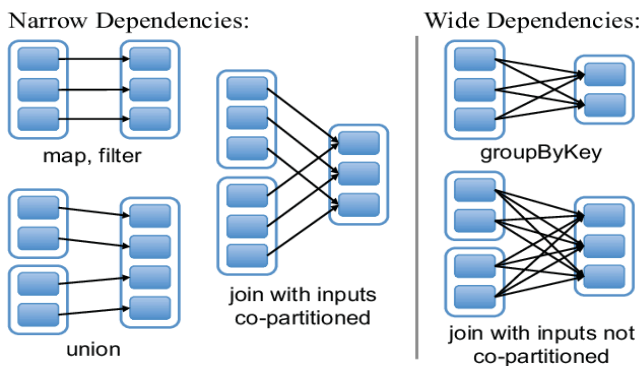 Narrow Dependencies:
Wide Dependencies:
map, filter
groupByKey
join with inputs
co-partitioned
union
join with inputs not
co-partitioned